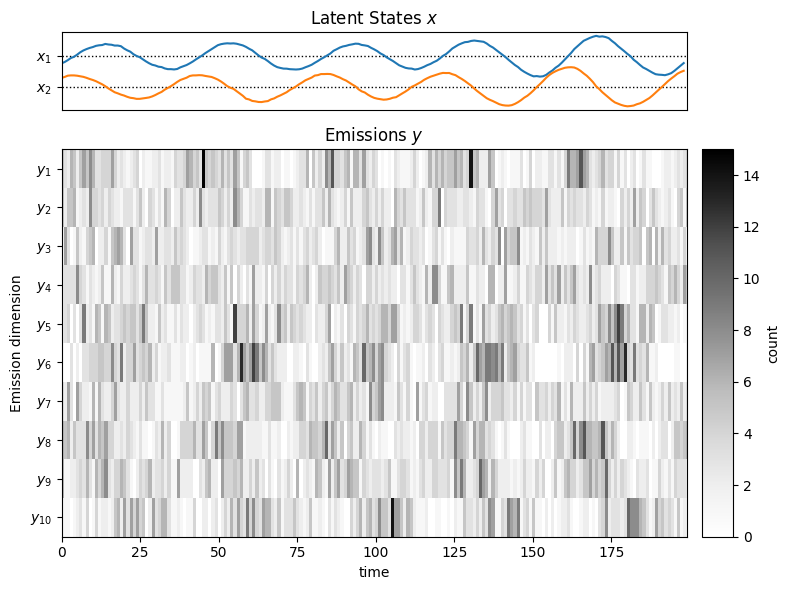 Latent States x
x₁
x₂
Emissions y
Emission dimension
y₁
y₂
y₃
y₄
y₅
y₆
y₇
y₈
y₉
y₁₀
0 25 50 75 100 125 150 175
time
14
12
10
8
6
4
2
0
count